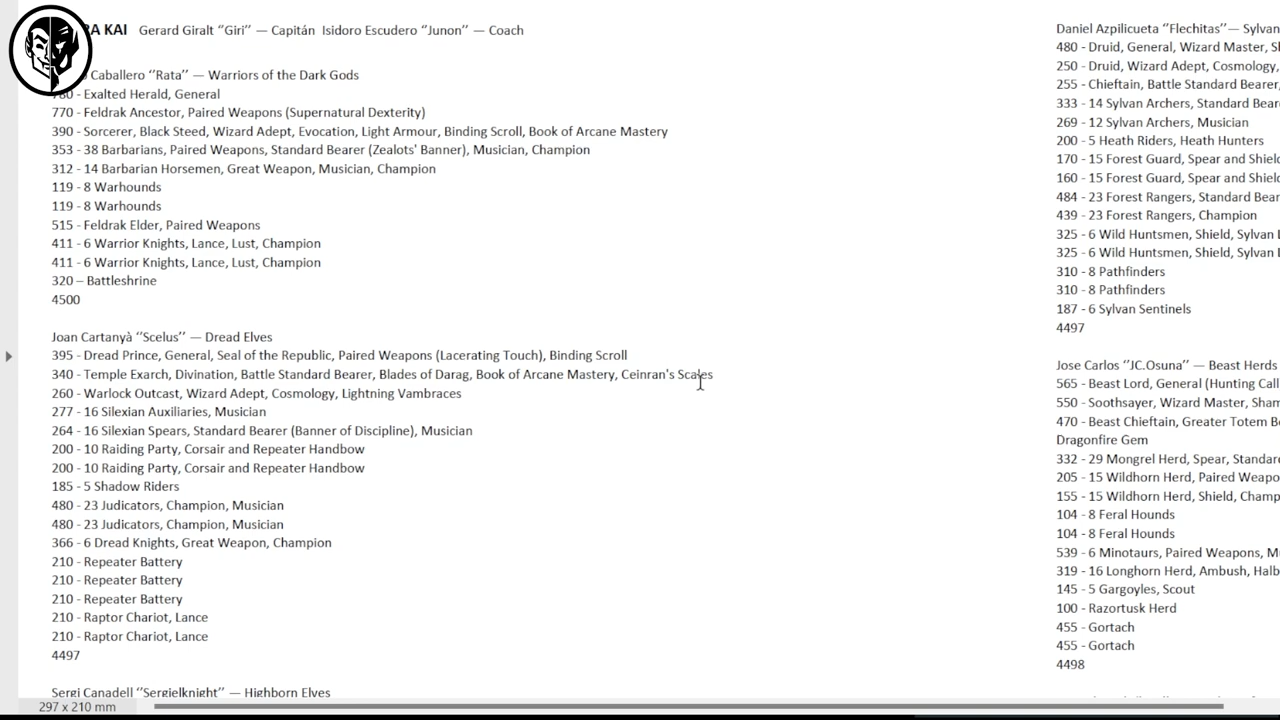 RA KAI Gerard Giralt “Giri” — Capitán Isidoro Escudero “Junon” — Coach
Caballero “Rata” — Warriors of the Dark Gods
780 - Exalted Herald, General
770 - Feldrak Ancestor, Paired Weapons (Supernatural Dexterity)
390 - Sorcerer, Black Steed, Wizard Adept, Evocation, Light Armour, Binding Scroll, Book of Arcane Mastery
353 - 38 Barbarians, Paired Weapons, Standard Bearer (Zealots' Banner), Musician, Champion
312 - 14 Barbarian Horsemen, Great Weapon, Musician, Champion
119 - 8 Warhounds
119 - 8 Warhounds
515 - Feldrak Elder, Paired Weapons
411 - 6 Warrior Knights, Lance, Lust, Champion
411 - 6 Warrior Knights, Lance, Lust, Champion
320 – Battleshrine
4500
Joan Cartanyà “Scelus” — Dread Elves
395 - Dread Prince, General, Seal of the Republic, Paired Weapons (Lacerating Touch), Binding Scroll
340 - Temple Exarch, Divination, Battle Standard Bearer, Blades of Darag, Book of Arcane Mastery, Ceinran's Scales
260 - Warlock Outcast, Wizard Adept, Cosmology, Lightning Vambraces
277 - 16 Silexian Auxiliaries, Musician
264 - 16 Silexian Spears, Standard Bearer (Banner of Discipline), Musician
200 - 10 Raiding Party, Corsair and Repeater Handbow
200 - 10 Raiding Party, Corsair and Repeater Handbow
185 - 5 Shadow Riders
480 - 23 Judicators, Champion, Musician
480 - 23 Judicators, Champion, Musician
366 - 6 Dread Knights, Great Weapon, Champion
210 - Repeater Battery
210 - Repeater Battery
210 - Repeater Battery
210 - Raptor Chariot, Lance
210 - Raptor Chariot, Lance
4497
Sergi Canadell “Sergielknight” — Highborn Elves
Daniel Azpilicueta “Flechitas”— Sylvan
480 - Druid, General, Wizard Master, S
250 - Druid, Wizard Adept, Cosmology,
255 - Chieftain, Battle Standard Bearer,
333 - 14 Sylvan Archers, Standard Bear
269 - 12 Sylvan Archers, Musician
200 - 5 Heath Riders, Heath Hunters
170 - 15 Forest Guard, Spear and Shiel
160 - 15 Forest Guard, Spear and Shiel
484 - 23 Forest Rangers, Standard Bear
439 - 23 Forest Rangers, Champion
325 - 6 Wild Huntsmen, Shield, Sylvan L
325 - 6 Wild Huntsmen, Shield, Sylvan L
310 - 8 Pathfinders
310 - 8 Pathfinders
187 - 6 Sylvan Sentinels
4497
Jose Carlos “JC.Osuna” — Beast Herds
565 - Beast Lord, General (Hunting Call
550 - Soothsayer, Wizard Master, Sham
470 - Beast Chieftain, Greater Totem Be
Dragonfire Gem
332 - 29 Mongrel Herd, Spear, Standard
205 - 15 Wildhorn Herd, Paired Weapo
155 - 15 Wildhorn Herd, Shield, Champ
104 - 8 Feral Hounds
104 - 8 Feral Hounds
539 - 6 Minotaurs, Paired Weapons, Mu
319 - 16 Longhorn Herd, Ambush, Halb
145 - 5 Gargoyles, Scout
100 - Razortusk Herd
455 - Gortach
455 - Gortach
4498
297 x 210 mm